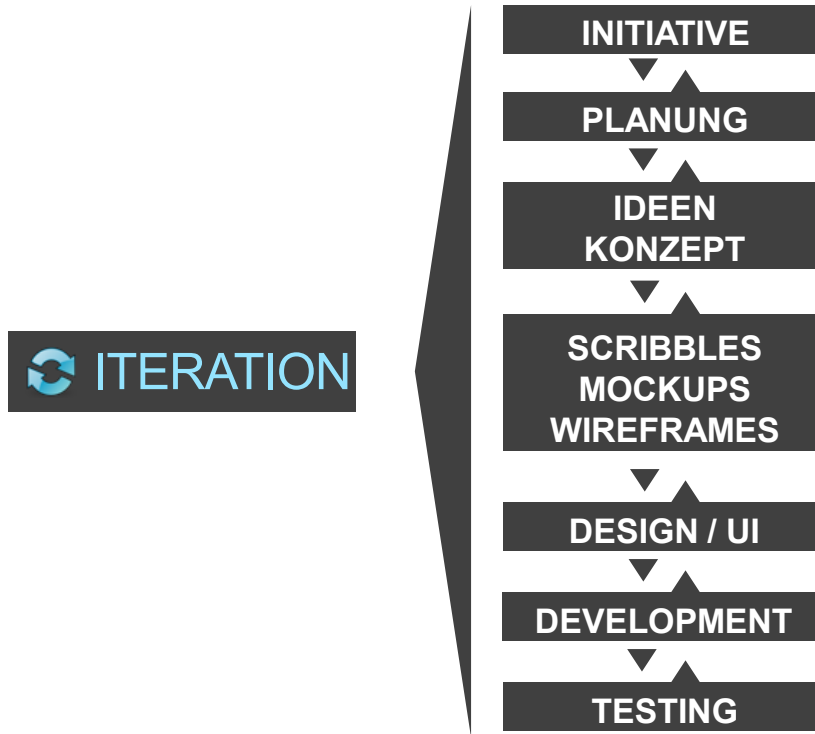 INITIATIVE
PLANUNG
IDEEN
KONZEPT
ITERATION
SCRIBBLES
MOCKUPS
WIREFRAMES
DESIGN / UI
DEVELOPMENT
TESTING